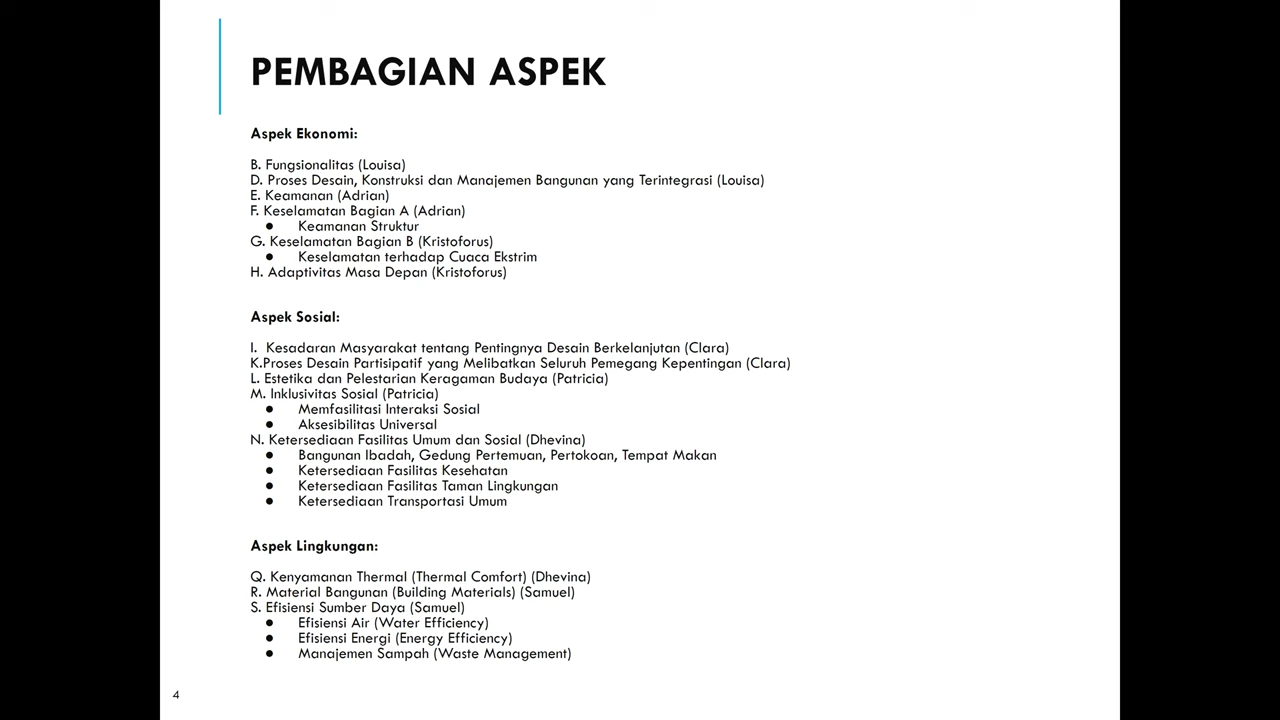 PEMBAGIAN ASPEK
Aspek Ekonomi:
B. Fungsionalitas (Louisa)
D. Proses Desain, Konstruksi dan Manajemen Bangunan yang Terintegrasi (Louisa)
E. Keamanan (Adrian)
F. Keselamatan Bagian A (Adrian)
● Keamanan Struktur
G. Keselamatan Bagian B (Kristoforus)
● Keselamatan terhadap Cuaca Ekstrim
H. Adaptivitas Masa Depan (Kristoforus)
Aspek Sosial:
I. Kesadaran Masyarakat tentang Pentingnya Desain Berkelanjutan (Clara)
K.Proses Desain Partisipatif yang Melibatkan Seluruh Pemegang Kepentingan (Clara)
L. Estetika dan Pelestarian Keragaman Budaya (Patricia)
M. Inklusivitas Sosial (Patricia)
● Memfasilitasi Interaksi Sosial
● Aksesibilitas Universal
N. Ketersediaan Fasilitas Umum dan Sosial (Dhevina)
● Bangunan Ibadah, Gedung Pertemuan, Pertokoan, Tempat Makan
● Ketersediaan Fasilitas Kesehatan
● Ketersediaan Fasilitas Taman Lingkungan
● Ketersediaan Transportasi Umum
Aspek Lingkungan:
Q. Kenyamanan Thermal (Thermal Comfort) (Dhevina)
R. Material Bangunan (Building Materials) (Samuel)
S. Efisiensi Sumber Daya (Samuel)
● Efisiensi Air (Water Efficiency)
● Efisiensi Energi (Energy Efficiency)
● Manajemen Sampah (Waste Management)
4